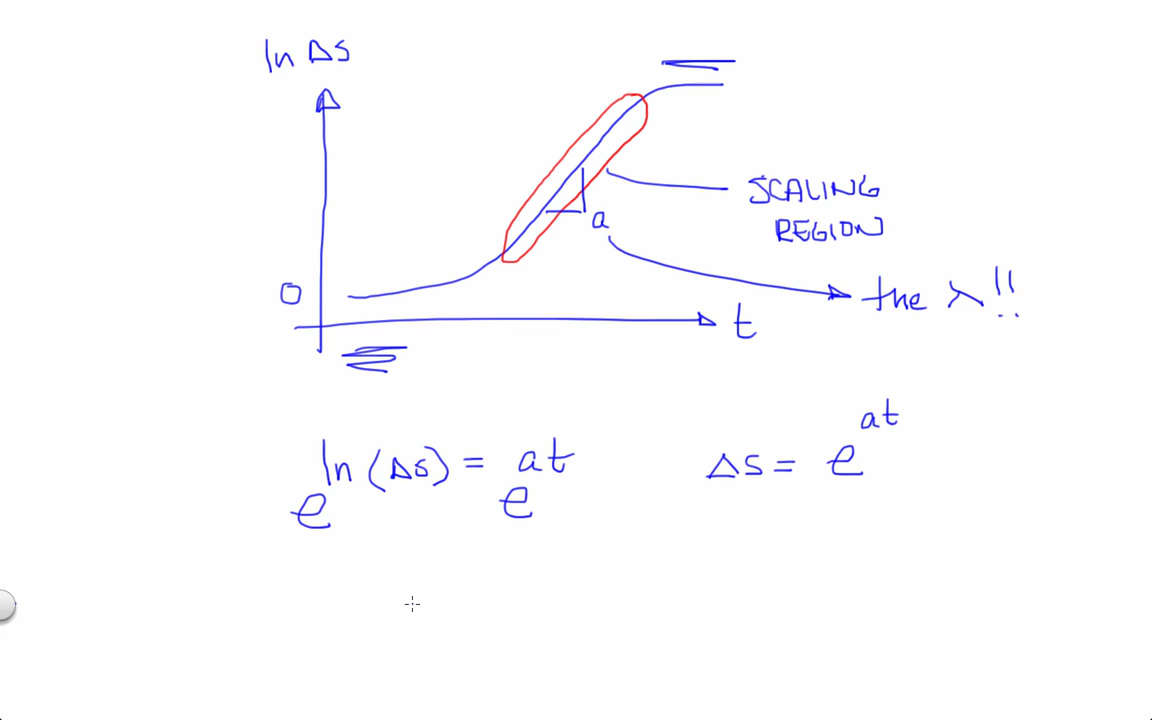 ln ΔS
SCALING
REGION
a
0
the λ!!
t
e^ln(Δs) = e^at
Δs = e^at